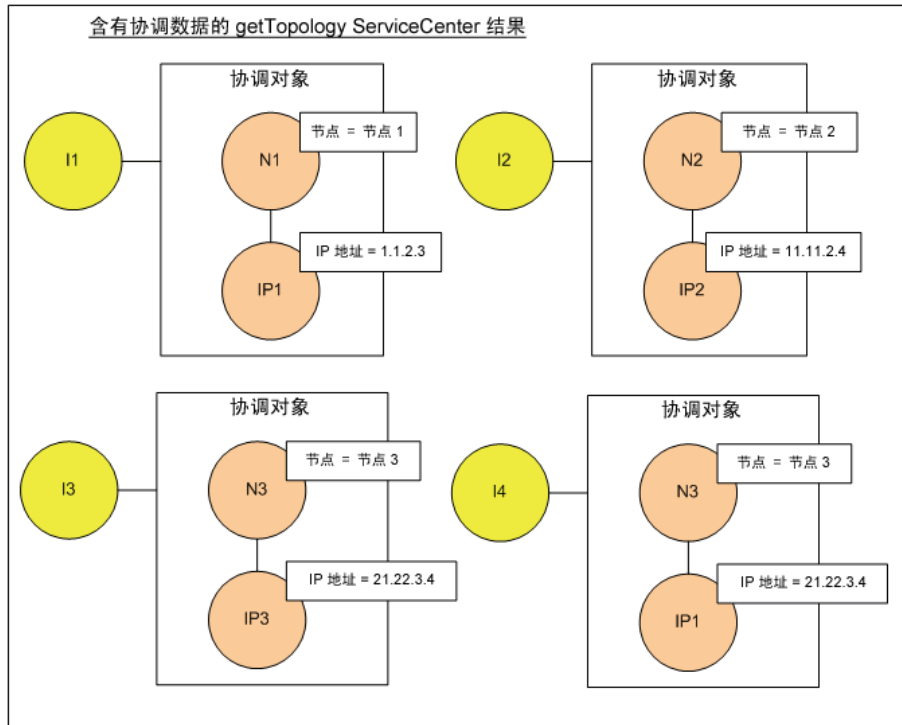 含有协调数据的 getTopology ServiceCenter 结果
协调对象
I1
N1
节点 = 节点 1
IP 地址 = 1.1.2.3
IP1
协调对象
I2
N2
节点 = 节点 2
IP 地址 = 11.11.2.4
IP2
协调对象
I3
N3
节点 = 节点 3
IP 地址 = 21.22.3.4
IP3
协调对象
I4
N3
节点 = 节点 3
IP 地址 = 21.22.3.4
IP1